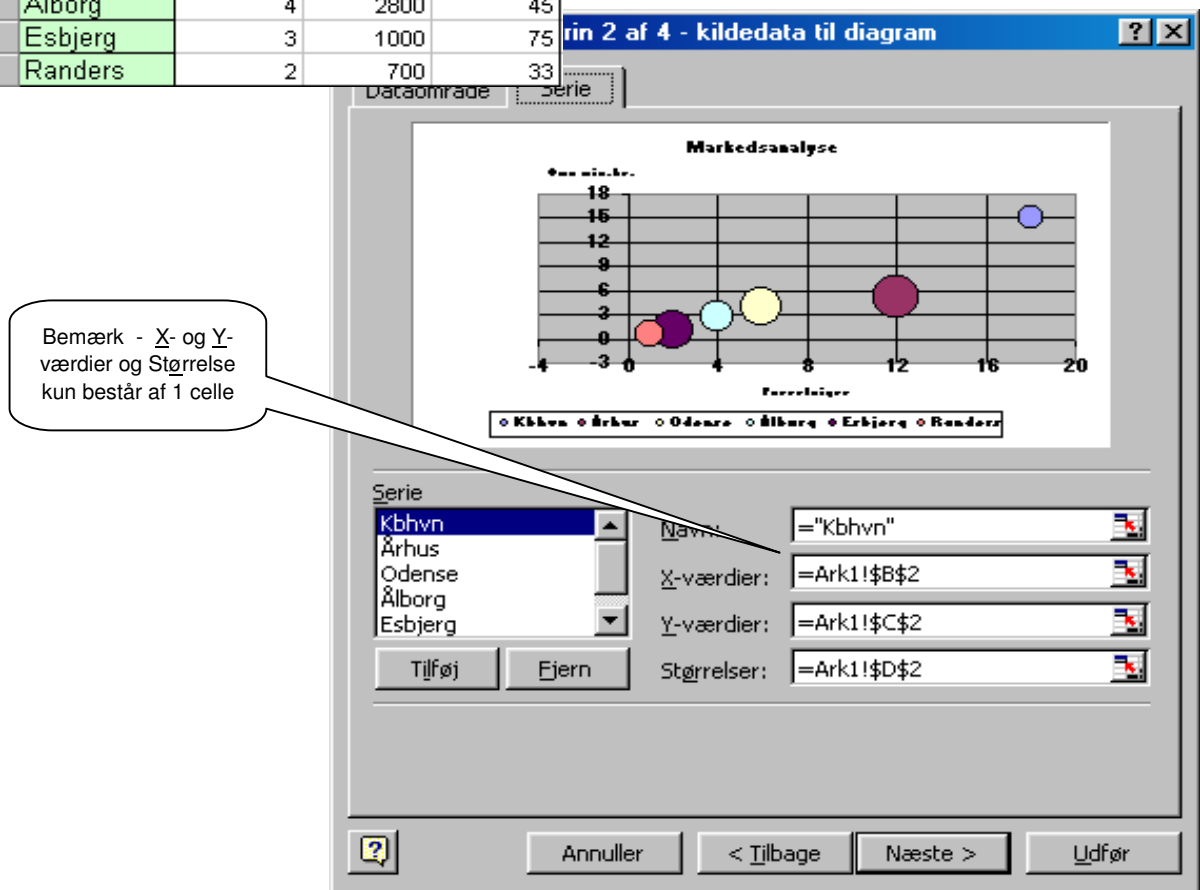 Ålborg 4 2800 45
Esbjerg 3 1000 75
Randers 2 700 33
rin 2 af 4 - kildedata til diagram
Dataområde Serie
Markedsanalyse
18
15
12
9
6
3
0
-3
-4 0 4 8 12 16 20
Kbhvn Århus Odense Ålborg Esbjerg Randers
Bemærk - X- og Y-
værdier og Størrelse
kun består af 1 celle
Serie
Kbhvn
Århus
Odense
Ålborg
Esbjerg
Tilføj Fjern
Navn: ="Kbhvn"
X-værdier: =Ark1!$B$2
Y-værdier: =Ark1!$C$2
Størrelser: =Ark1!$D$2
Annuller < Tilbage Næste > Udfør